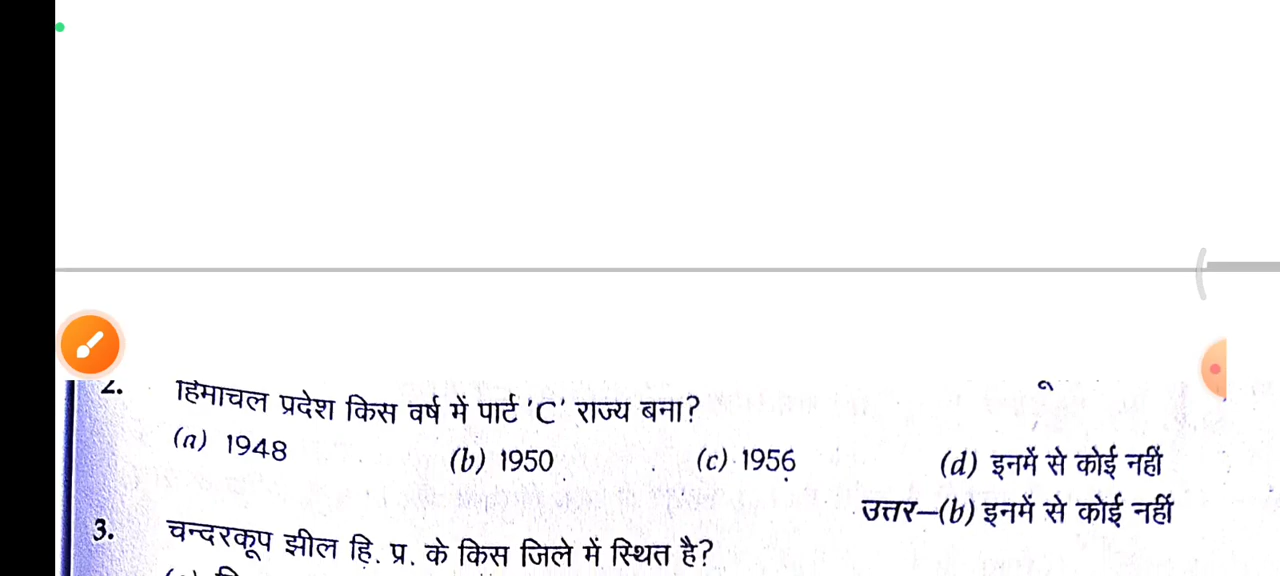 2. हिमाचल प्रदेश किस वर्ष में पार्ट 'C' राज्य बना?
(a) 1948 (b) 1950 (c) 1956 (d) इनमें से कोई नहीं
उत्तर–(b) इनमें से कोई नहीं
3. चन्दरकूप झील हि. प्र. के किस जिले में स्थित है?